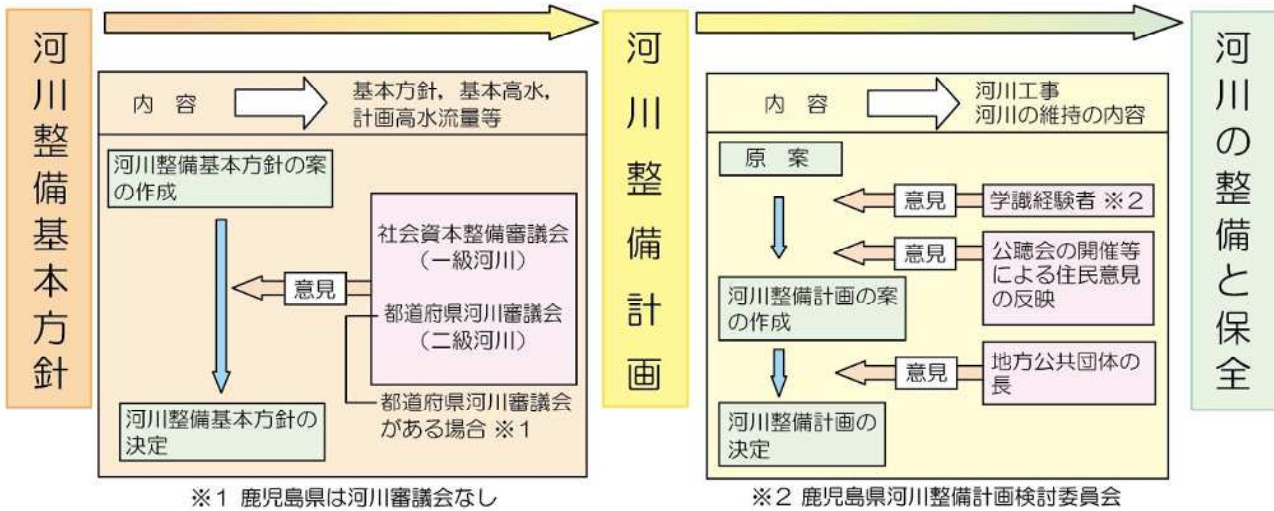 河川整備基本方針
内 容
基本方針，基本高水，
計画高水流量等
河川整備基本方針の案
の作成
意見
社会資本整備審議会
（一級河川）
都道府県河川審議会
（二級河川）
都道府県河川審議会
がある場合 ※１
河川整備基本方針の
決定
※１ 鹿児島県は河川審議会なし
河川整備計画
内 容
河川工事
河川の維持の内容
原 案
意見
学識経験者 ※２
意見
公聴会の開催等
による住民意見
の反映
河川整備計画の案
の作成
意見
地方公共団体の
長
河川整備計画の
決定
※２ 鹿児島県河川整備計画検討委員会
河川の整備と保全